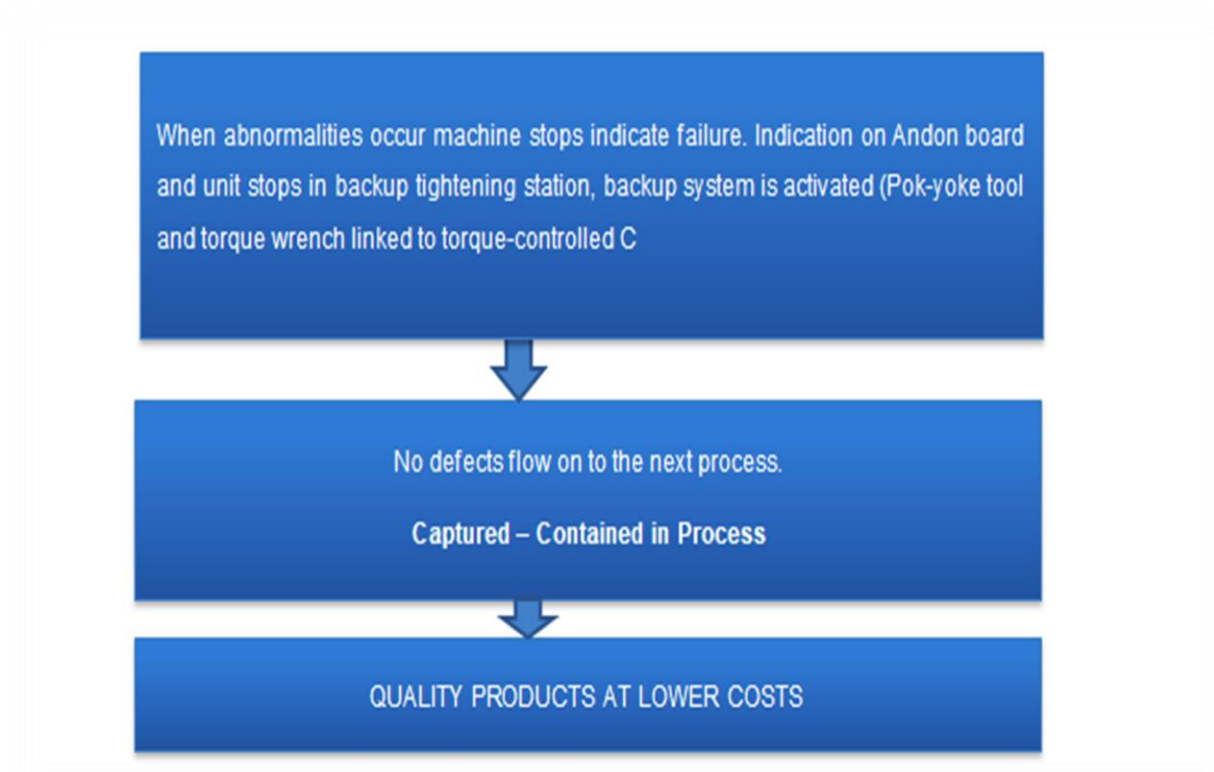 When abnormalities occur machine stops indicate failure. Indication on Andon board
and unit stops in backup tightening station, backup system is activated (Pok-yoke tool
and torque wrench linked to torque-controlled C
No defects flow on to the next process.
Captured – Contained in Process
QUALITY PRODUCTS AT LOWER COSTS